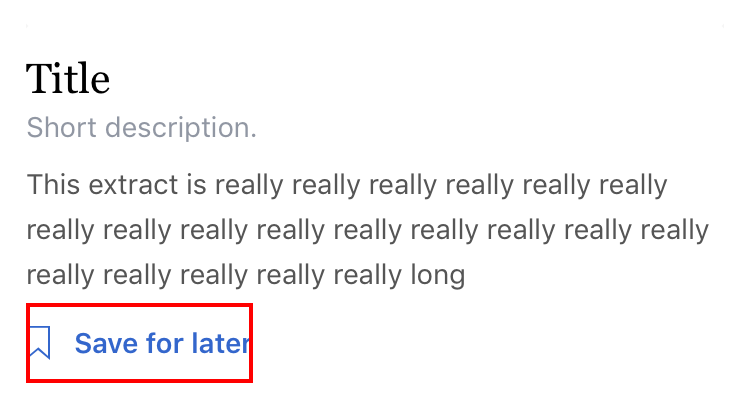 Title
Short description.
This extract is really really really really really really
really really really really really really really really really
really really really really really long
Save for later